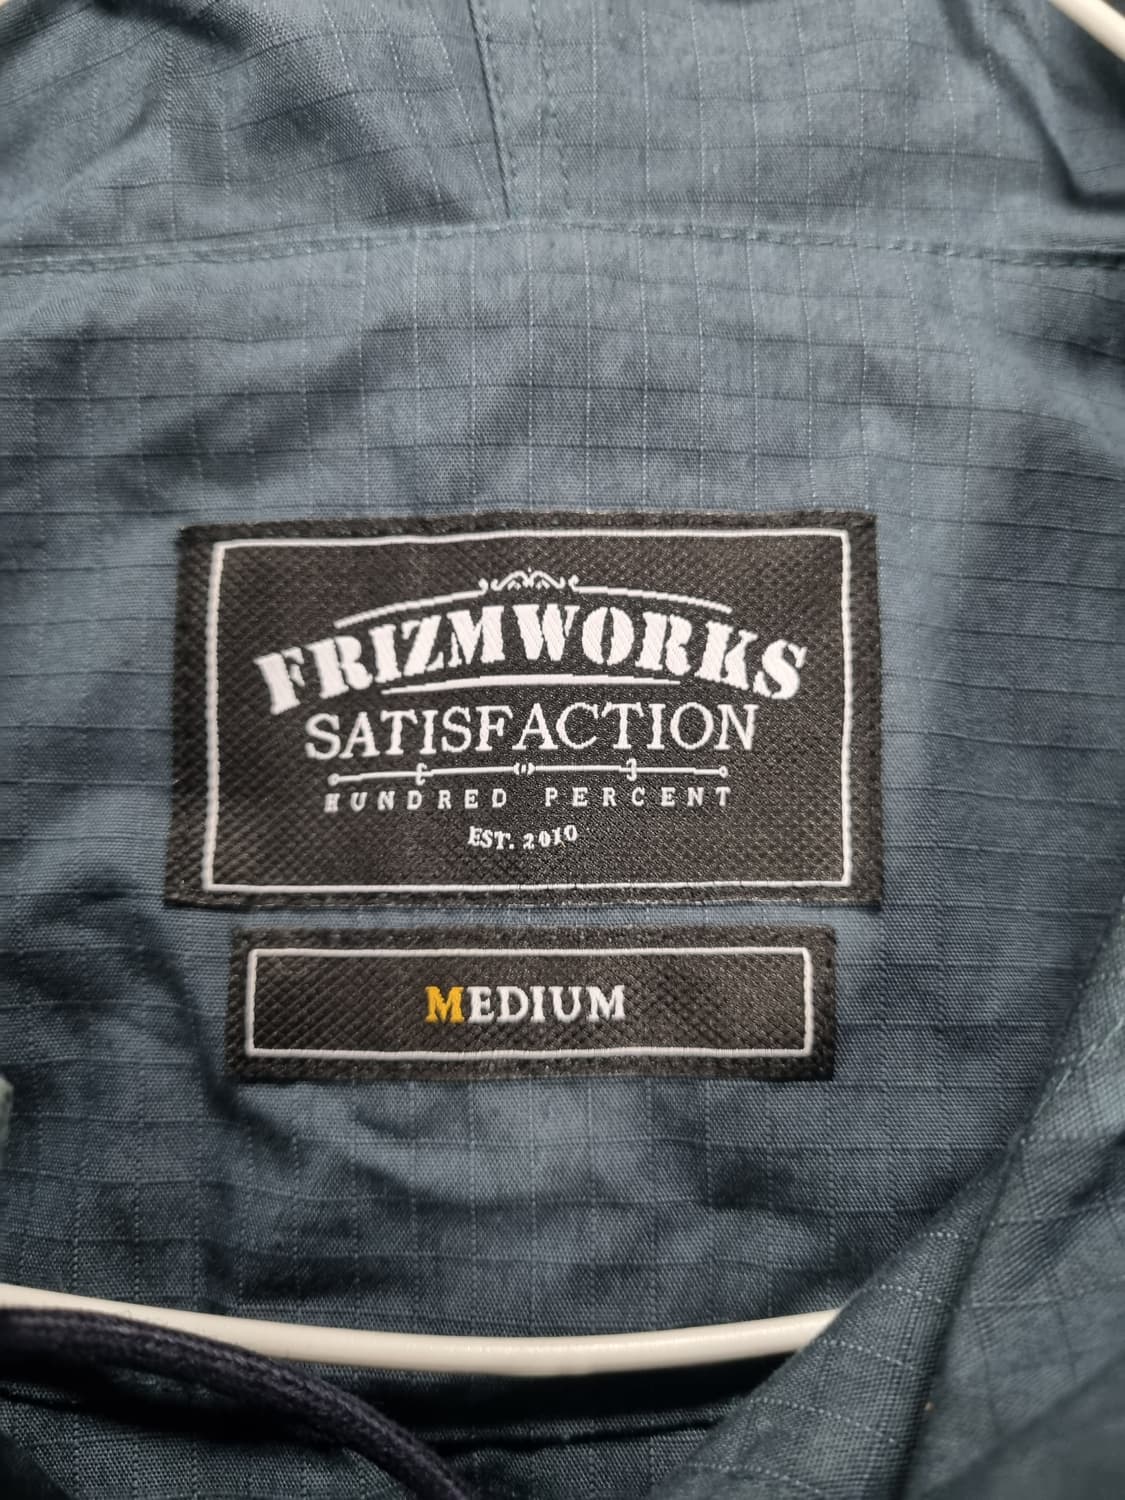 FRIZMWORKS
SATISFACTION
HUNDRED PERCENT
EST. 2010
MEDIUM